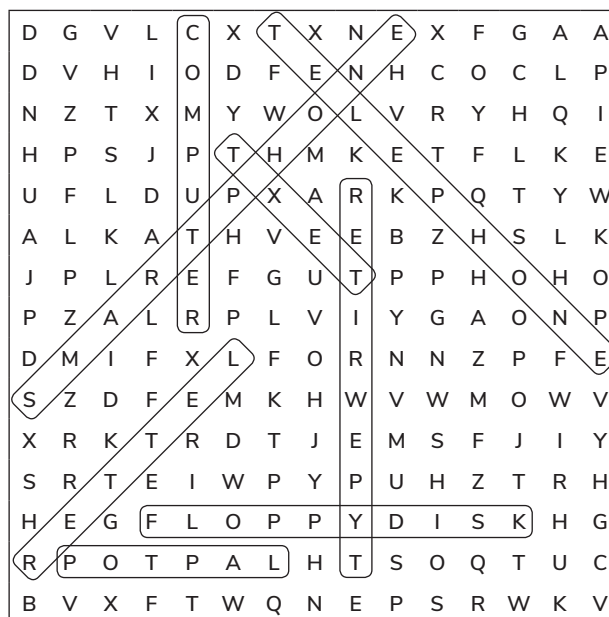 D G V L C X T X N E X F G A A
D V H I O D F E N H C O C L P
N Z T X M Y W O L V R Y H Q I
H P S J P T H M K E T F L K E
U F L D U P X A R K P Q T Y W
A L K A T H V E E B Z H S L K
J P L R E F G U T P P H O H O
P Z A L R P L V I Y G A O N P
D M I F X L F O R N N Z P F E
S Z D F E M K H W V W M O W V
X R K T R D T J E M S F J I Y
S R T E I W P Y P U H Z T R H
H E G F L O P P Y D I S K H G
R P O T P A L H T S O Q T U C
B V X F T W Q N E P S R W K V